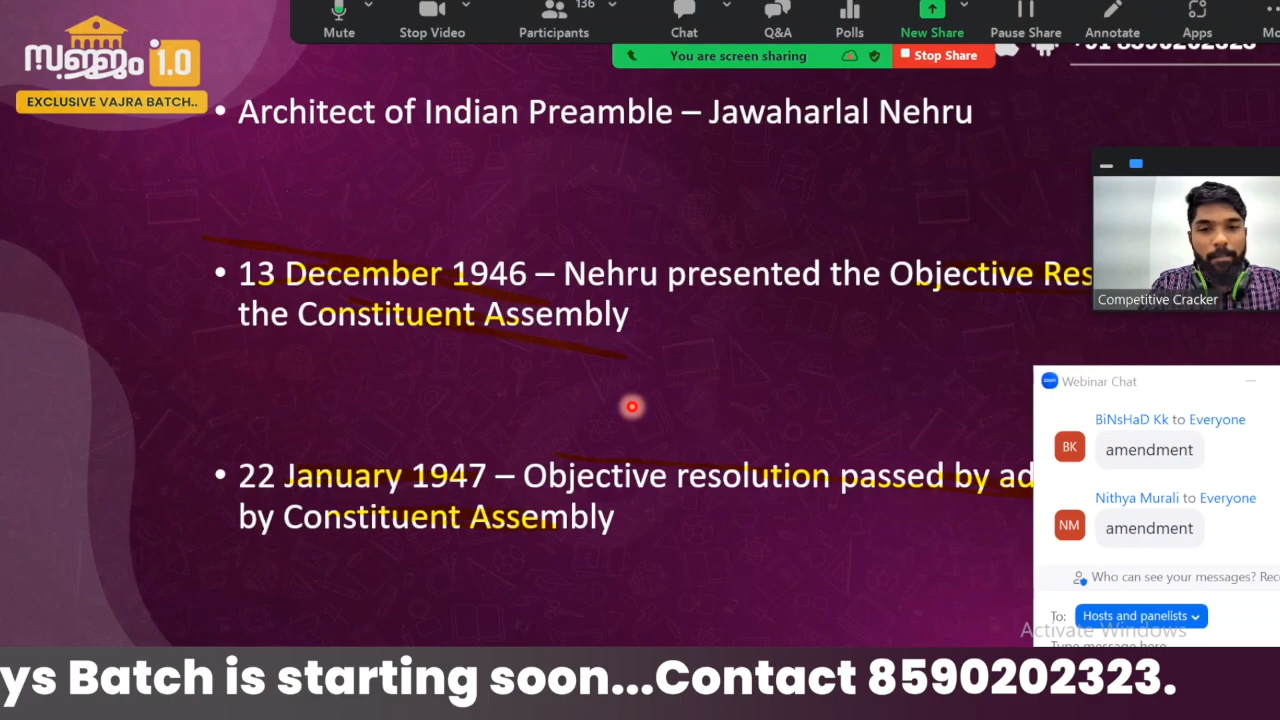 136
Mute
Stop Video
Participants
Chat
Q&A
Polls
New Share
Pause Share
Annotate
Apps
You are screen sharing
Stop Share
1.0
EXCLUSIVE VAJRA BATCH..
• Architect of Indian Preamble – Jawaharlal Nehru
• 13 December 1946 – Nehru presented the Objective Res
the Constituent Assembly
Competitive Cracker
• 22 January 1947 – Objective resolution passed by ad
by Constituent Assembly
Webinar Chat
BiNsHaD Kk to Everyone
BK
amendment
Nithya Murali to Everyone
NM
amendment
Who can see your messages? Rec
To: Hosts and panelists
Activate Windows
ys Batch is starting soon...Contact 8590202323.